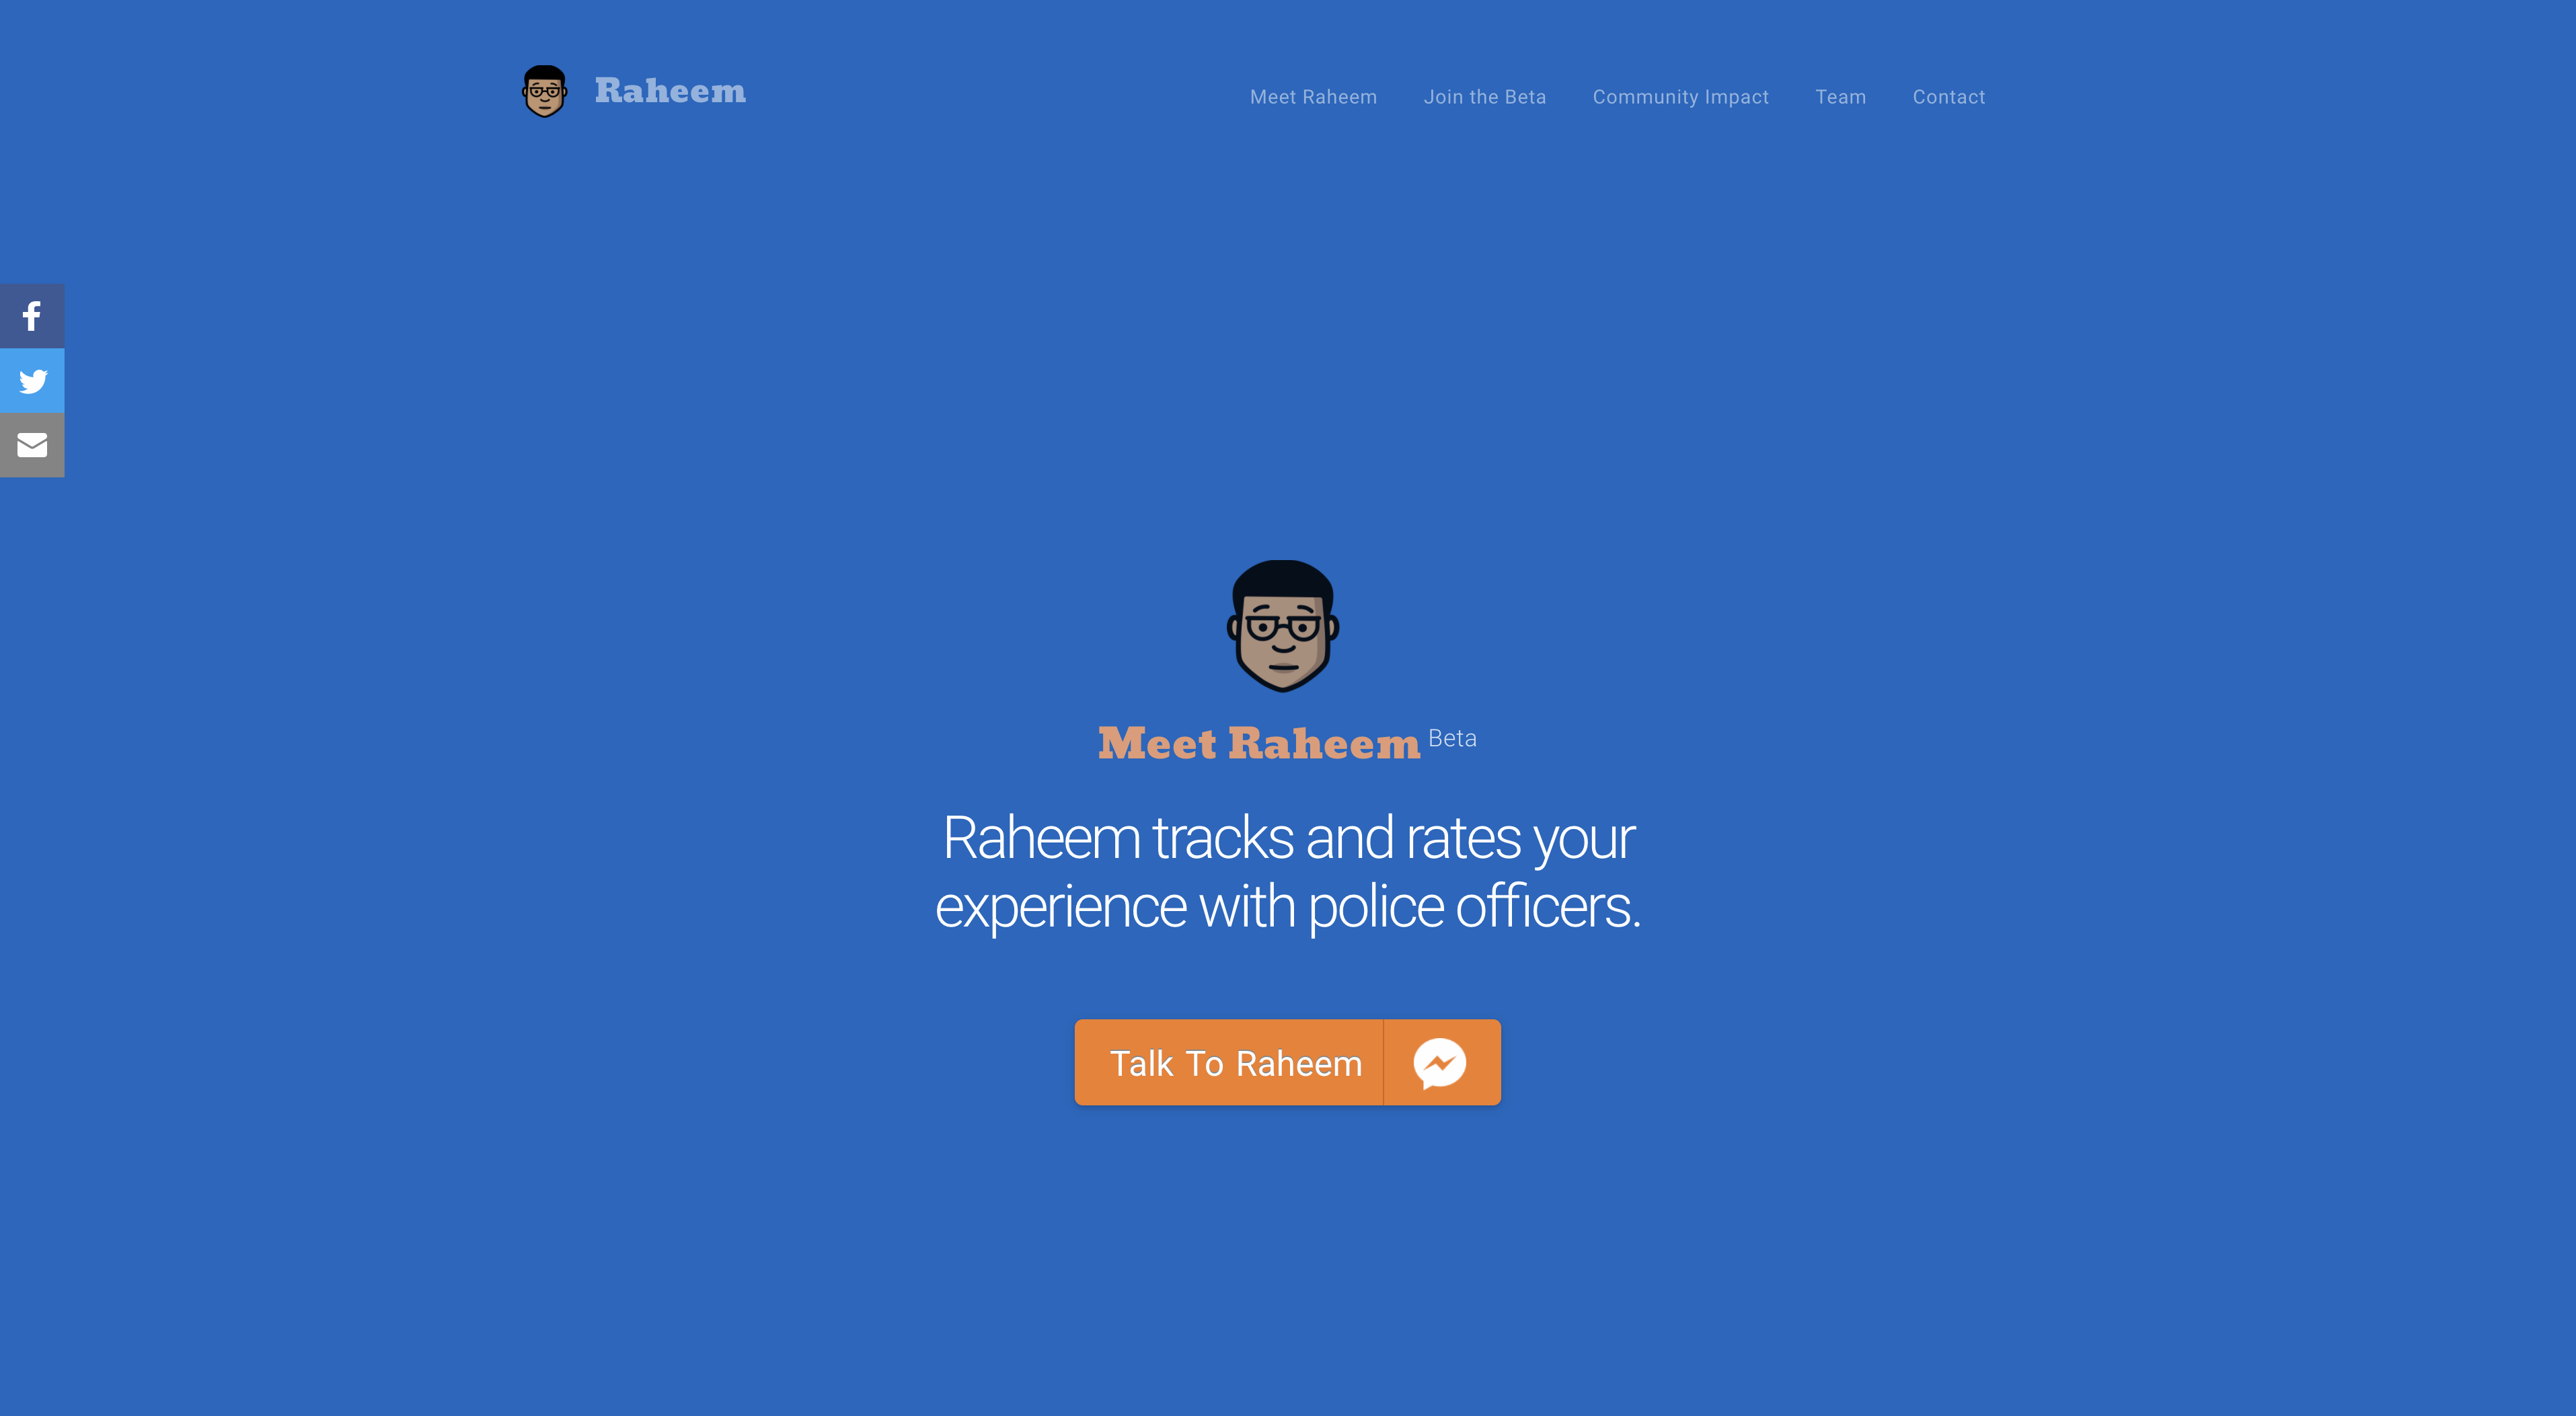 Raheem
Meet Raheem
Join the Beta
Community Impact
Team
Contact
Meet Raheem Beta
Raheem tracks and rates your
experience with police officers.
Talk To Raheem